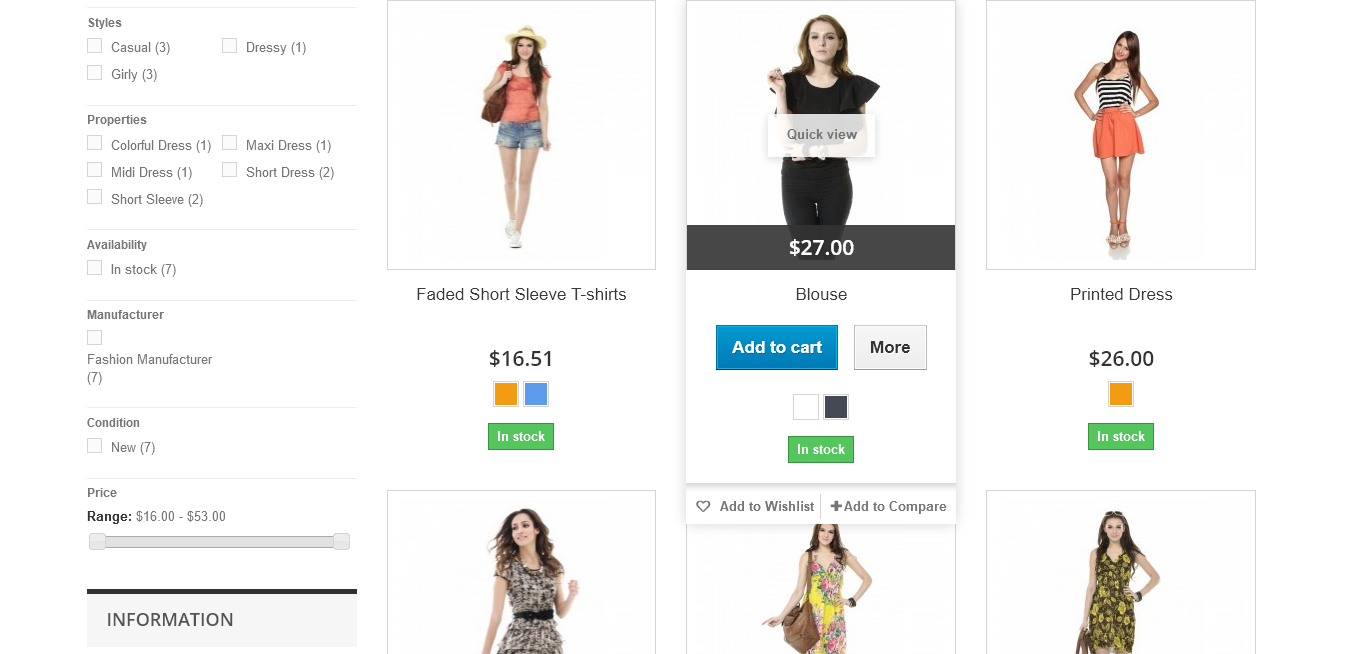 Styles
Casual (3)
Dressy (1)
Girly (3)
Properties
Colorful Dress (1)
Maxi Dress (1)
Midi Dress (1)
Short Dress (2)
Short Sleeve (2)
Availability
In stock (7)
Manufacturer
Fashion Manufacturer
(7)
Condition
New (7)
Price
Range: $16.00 - $53.00
INFORMATION
Faded Short Sleeve T-shirts
$16.51
In stock
Quick view
$27.00
Blouse
Add to cart
More
In stock
Add to Wishlist
Add to Compare
Printed Dress
$26.00
In stock